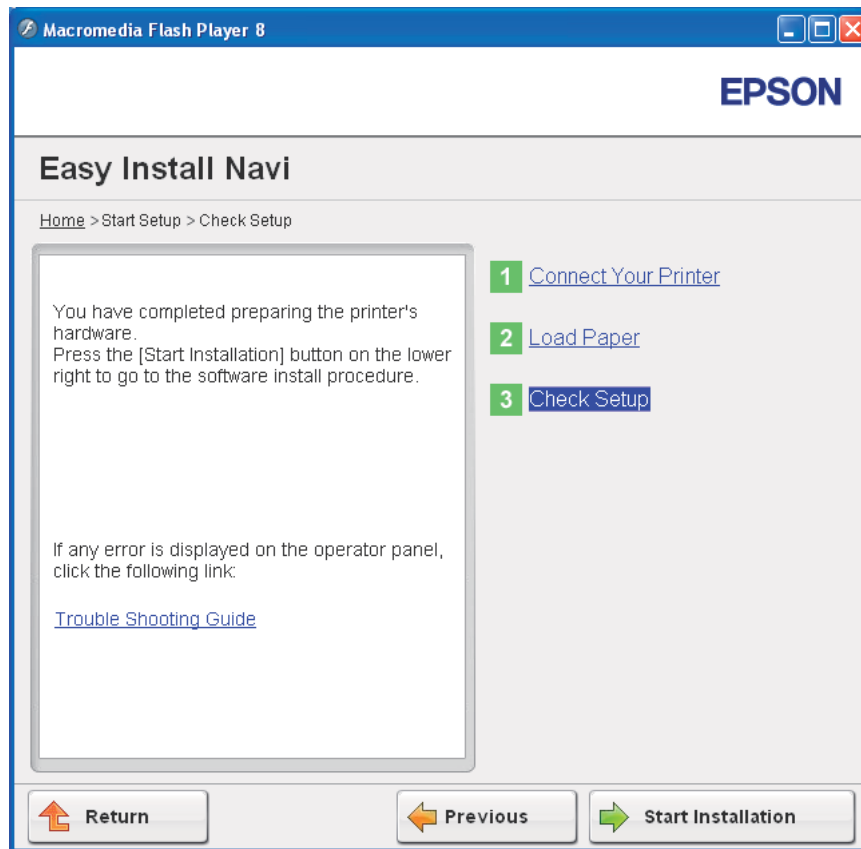 Macromedia Flash Player 8
EPSON
Easy Install Navi
Home > Start Setup > Check Setup
You have completed preparing the printer's
hardware.
Press the [Start Installation] button on the lower
right to go to the software install procedure.
If any error is displayed on the operator panel,
click the following link:
Trouble Shooting Guide
1 Connect Your Printer
2 Load Paper
3 Check Setup
Return
Previous
Start Installation